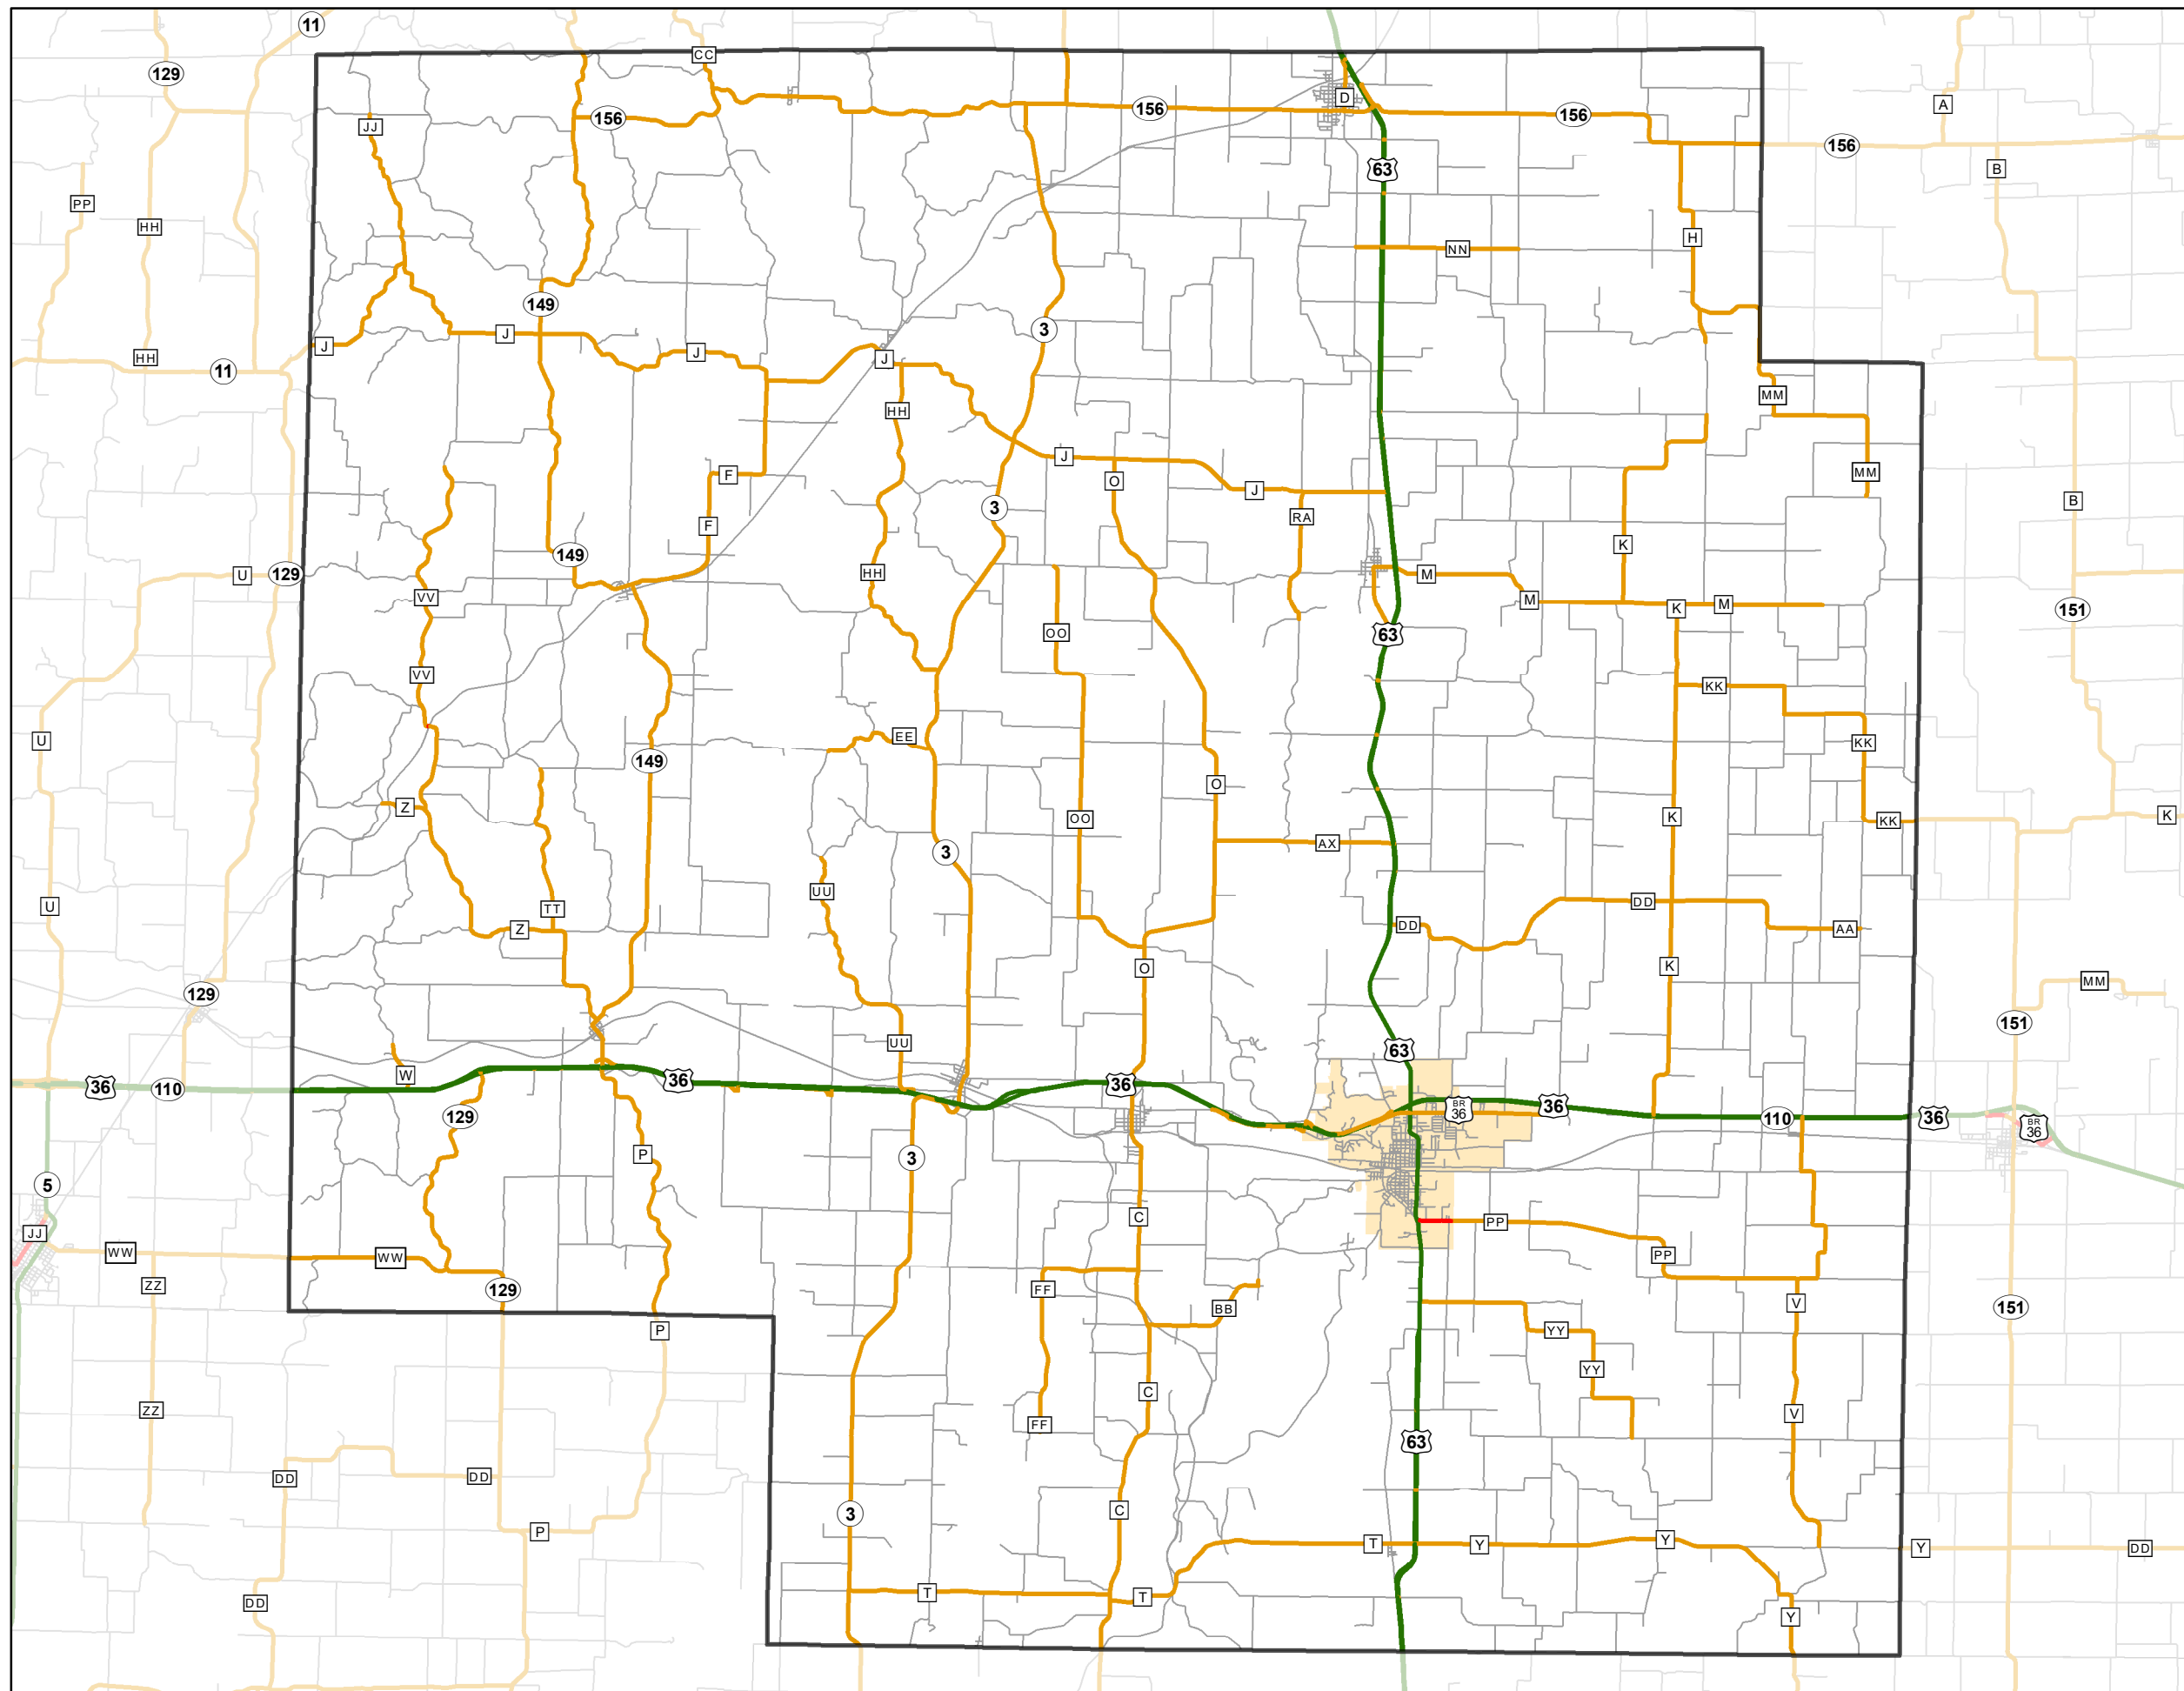 11
CC
129
D
A
156
156
156
JJ
156
63
B
PP
HH
H
NN
149
3
J
J
J
J
HH
11
MM
HH
J
F
O
MM
J
3
B
RA
F
K
149
HH
M
U
129
VV
M
K
M
151
OO
63
VV
KK
EE
U
KK
149
O
Z
K
K
OO
KK
3
AX
UU
DD
U
TT
DD
Z
AA
O
K
MM
129
151
UU
63
W
36
36
36
110
BR
36
36
110
36
129
BR
36
P
3
5
C
PP
JJ
WW
WW
PP
ZZ
129
FF
V
BB
151
P
YY
YY
C
ZZ
V
FF
63
DD
DD
C
3
P
T
Y
Y
Y
DD
T
T
DD
Y